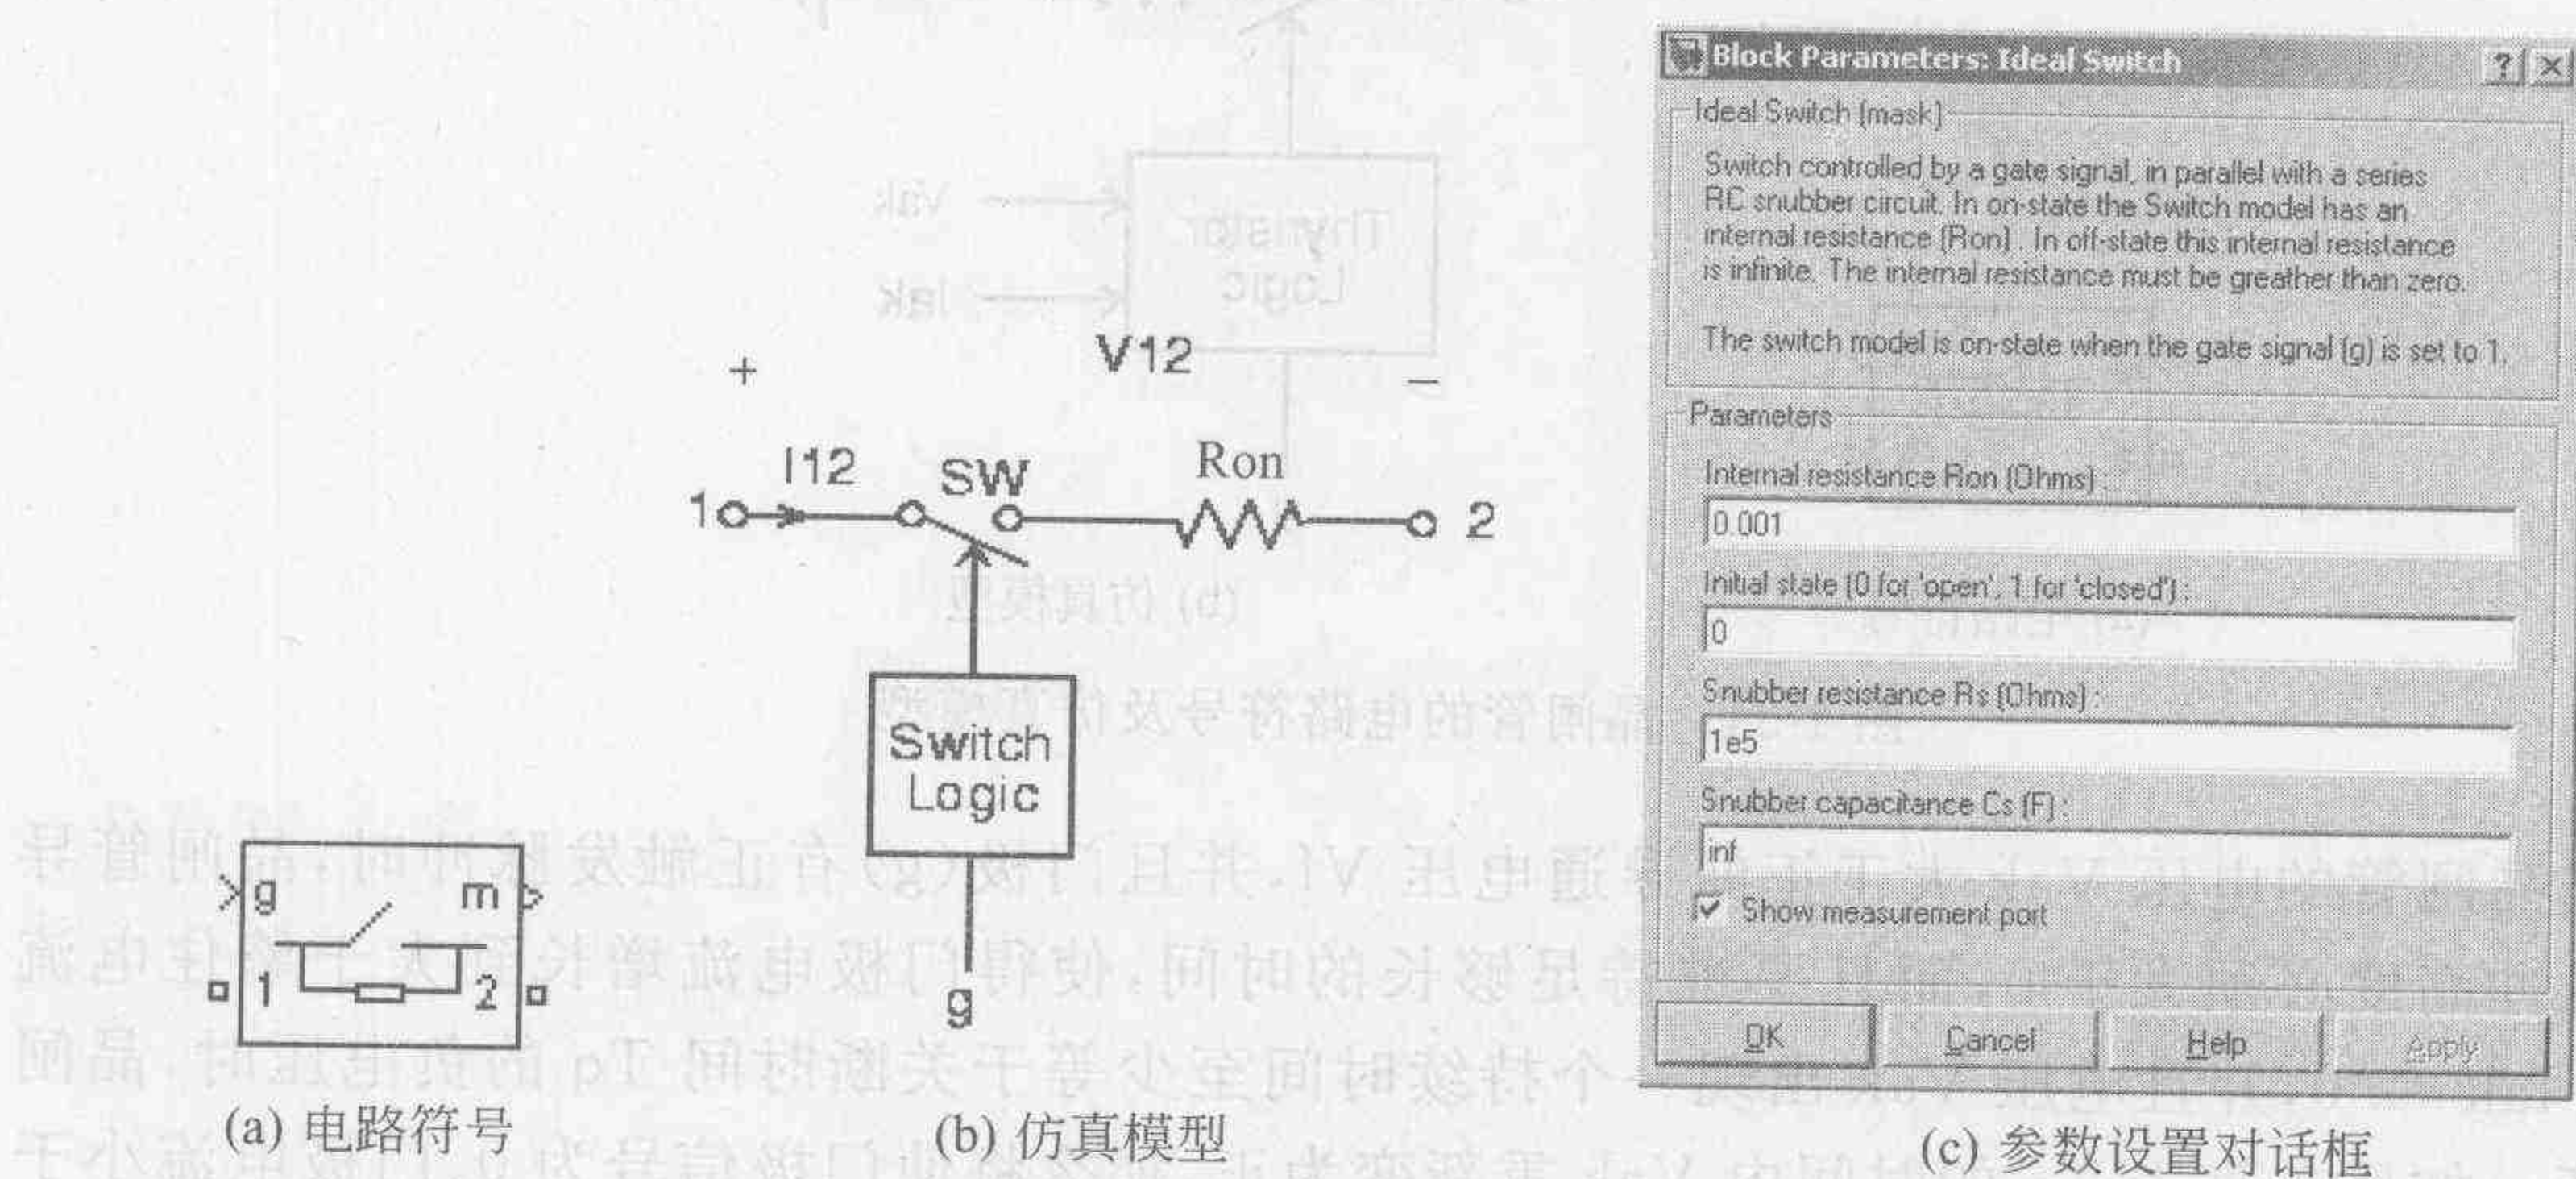 V12
+
−
I12
SW
Ron
1
2
Switch
Logic
g
g
m
1
2
(a) 电路符号
(b) 仿真模型
Block Parameters: Ideal Switch
Ideal Switch (mask)
Switch controlled by a gate signal, in parallel with a series
RC snubber circuit. In on-state the Switch model has an
internal resistance (Ron) . In off-state this internal resistance
is infinite. The internal resistance must be greather than zero.
The switch model is on-state when the gate signal (g) is set to 1.
Parameters
Internal resistance Ron (Ohms) :
0.001
Initial state (0 for 'open', 1 for 'closed') :
0
Snubber resistance Rs (Ohms) :
1e5
Snubber capacitance Cs (F) :
inf
Show measurement port
OK
Cancel
Help
Apply
(c) 参数设置对话框